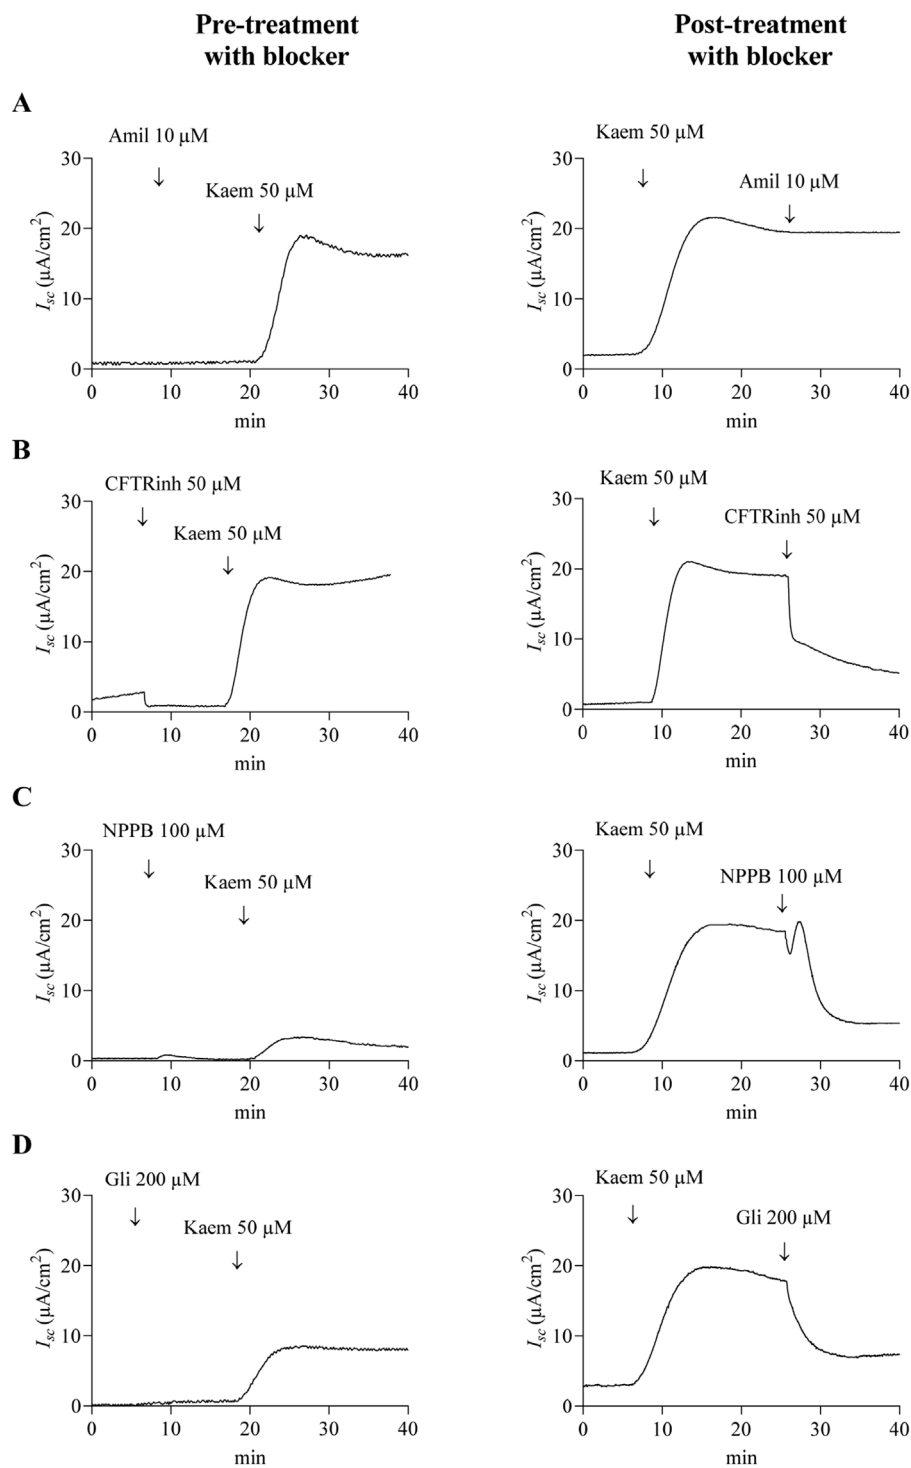 Pre-treatment
with blocker
Post-treatment
with blocker
A
Amil 10 µM
Kaem 50 µM
30
20
10
0
Isc (µA/cm²)
0 10 20 30 40
min
Kaem 50 µM
Amil 10 µM
30
20
10
0
Isc (µA/cm²)
0 10 20 30 40
min
B
CFTRinh 50 µM
Kaem 50 µM
30
20
10
0
Isc (µA/cm²)
0 10 20 30 40
min
Kaem 50 µM
CFTRinh 50 µM
30
20
10
0
Isc (µA/cm²)
0 10 20 30 40
min
C
NPPB 100 µM
Kaem 50 µM
30
20
10
0
Isc (µA/cm²)
0 10 20 30 40
min
Kaem 50 µM
NPPB 100 µM
30
20
10
0
Isc (µA/cm²)
0 10 20 30 40
min
D
Gli 200 µM
Kaem 50 µM
30
20
10
0
Isc (µA/cm²)
0 10 20 30 40
min
Kaem 50 µM
Gli 200 µM
30
20
10
0
Isc (µA/cm²)
0 10 20 30 40
min